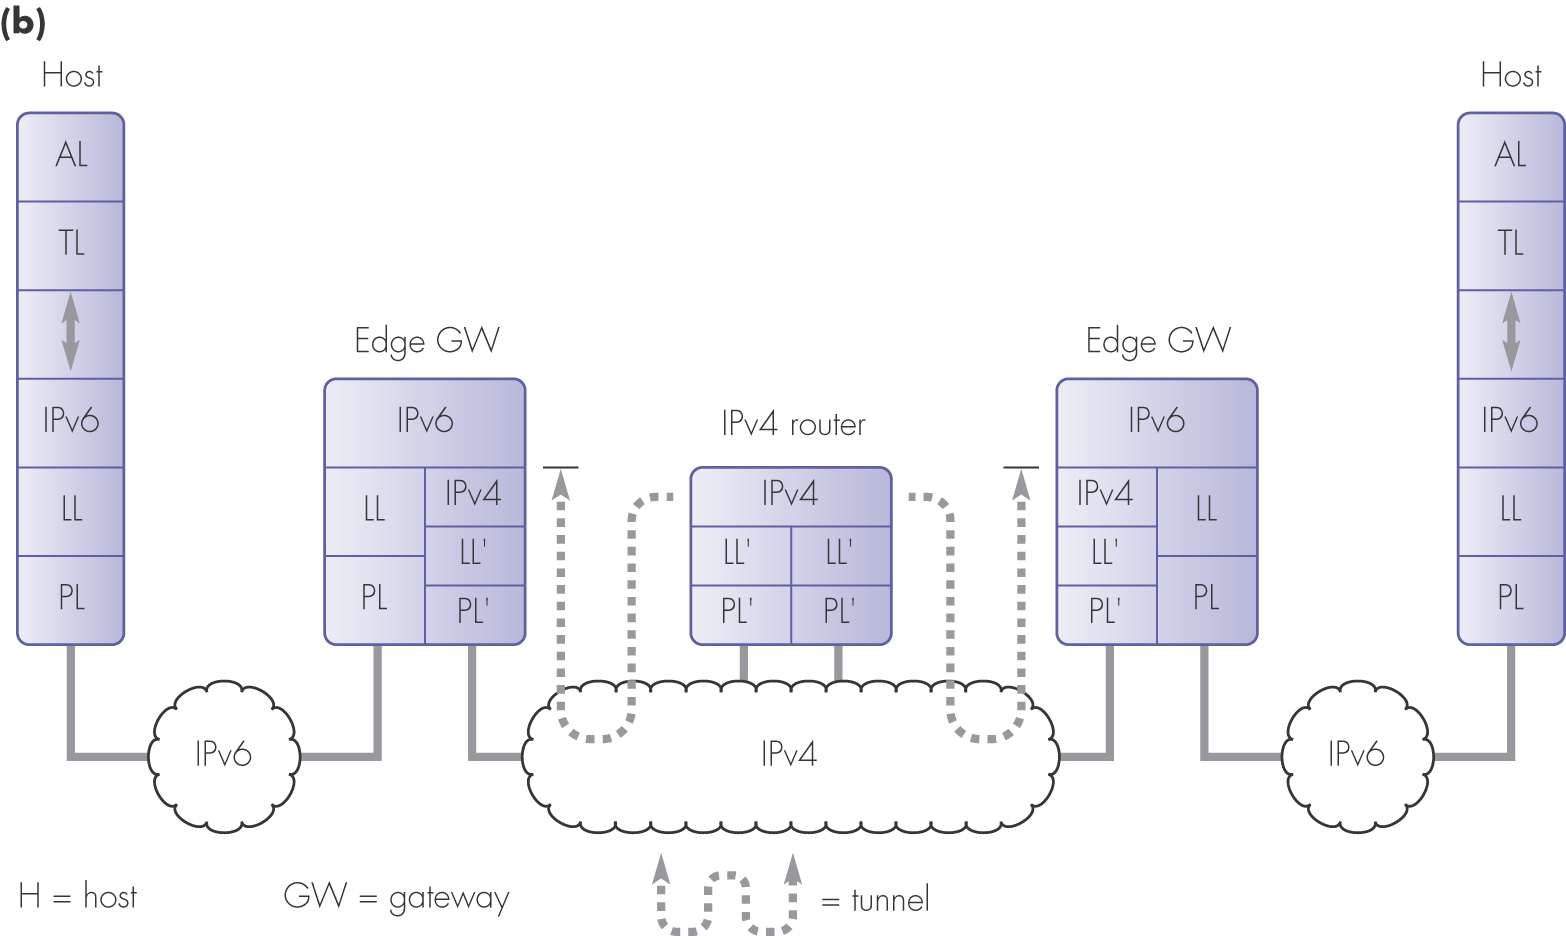 (b)
Host
AL
TL
IPv6
LL
PL
Edge GW
IPv6
LL
PL
IPv4
LL'
PL'
IPv4 router
IPv4
LL' LL'
PL' PL'
Edge GW
IPv6
IPv4
LL'
PL'
LL
PL
Host
AL
TL
IPv6
LL
PL
IPv6
IPv4
IPv6
H = host
GW = gateway
= tunnel